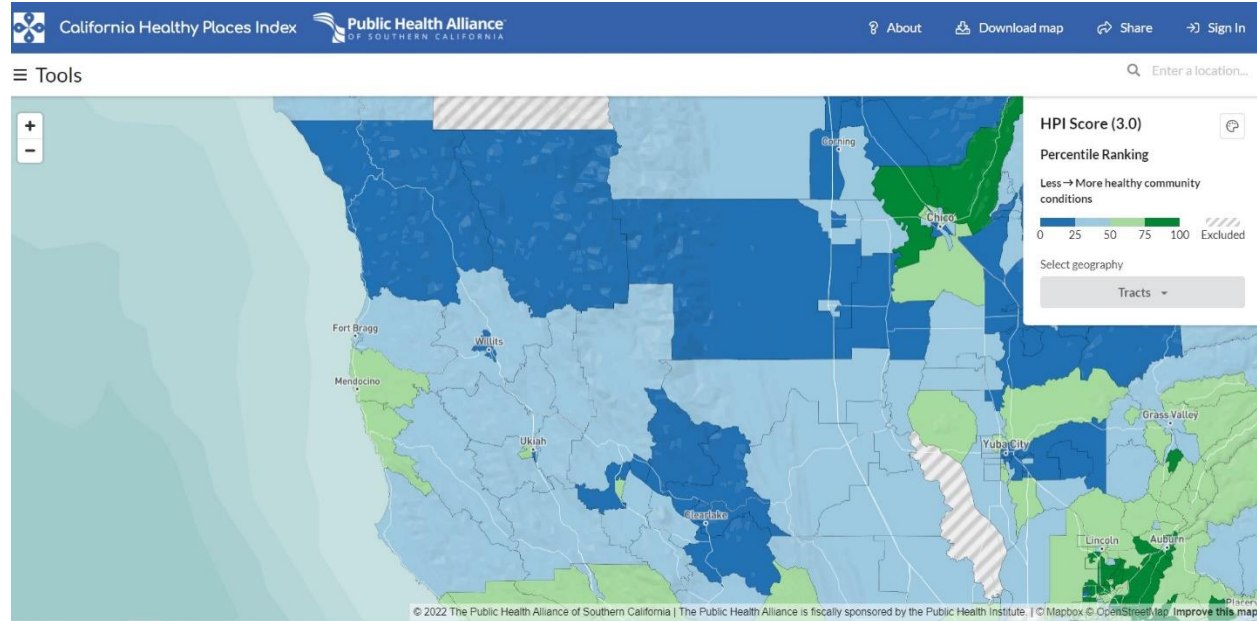 California Healthy Places Index
Public Health Alliance
OF SOUTHERN CALIFORNIA
About
Download map
Share
Sign In
Tools
Enter a location...
+
−
HPI Score (3.0)
Percentile Ranking
Less → More healthy community
conditions
0 25 50 75 100 Excluded
Select geography
Tracts
Corning
Chico
Fort Bragg
Willits
Mendocino
Grass Valley
Ukiah
Yuba City
Clearlake
Lincoln
Auburn
© 2022 The Public Health Alliance of Southern California | The Public Health Alliance is fiscally sponsored by the Public Health Institute. | © Mapbox © OpenStreetMap Improve this map